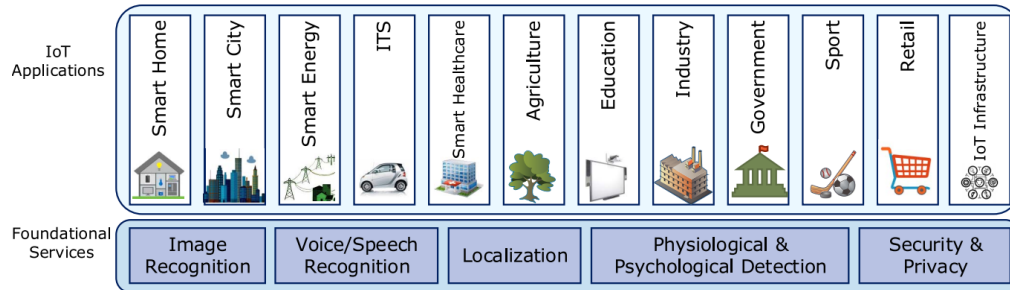 IoT
Applications
Smart Home
Smart City
Smart Energy
ITS
Smart Healthcare
Agriculture
Education
Industry
Government
Sport
Retail
IoT Infrastructure
Foundational
Services
Image
Recognition
Voice/Speech
Recognition
Localization
Physiological &
Psychological Detection
Security &
Privacy